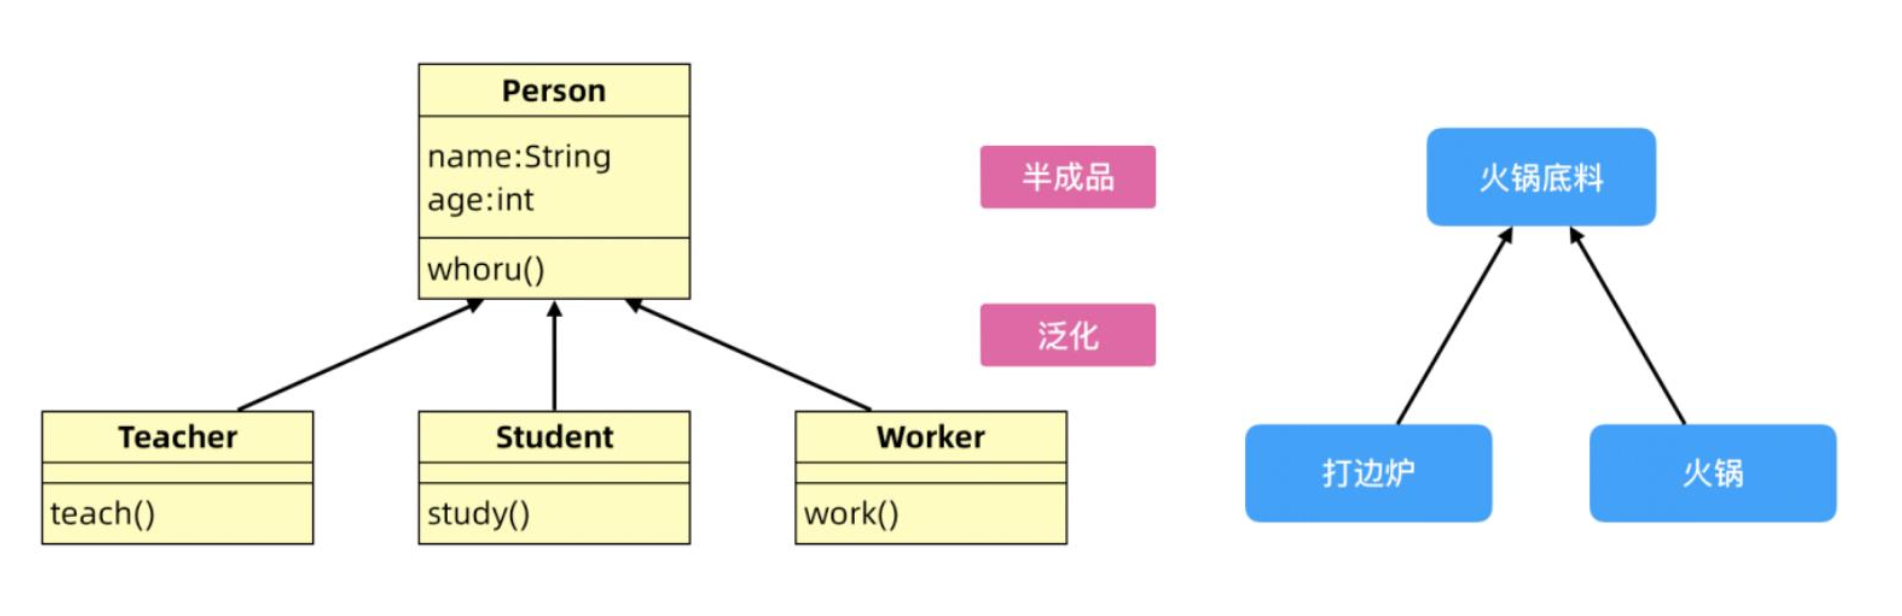 Person
name:String
age:int
whoru()
Teacher
teach()
Student
study()
Worker
work()
半成品
泛化
火锅底料
打边炉
火锅